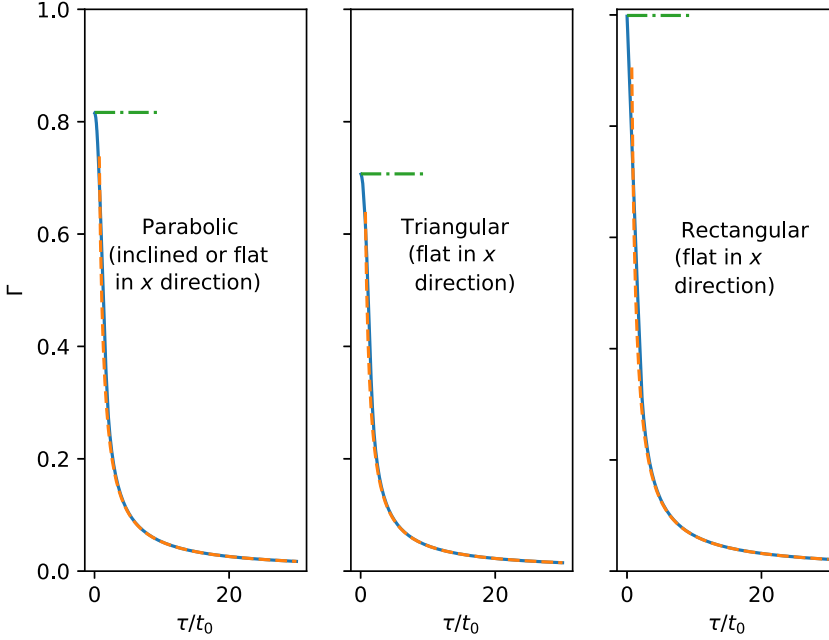 1.0
0.8
0.6
0.4
0.2
0.0
Γ
Parabolic
(inclined or flat
in x direction)
0
20
τ/t₀
Triangular
(flat in x
direction)
0
20
τ/t₀
Rectangular
(flat in x
direction)
0
20
τ/t₀